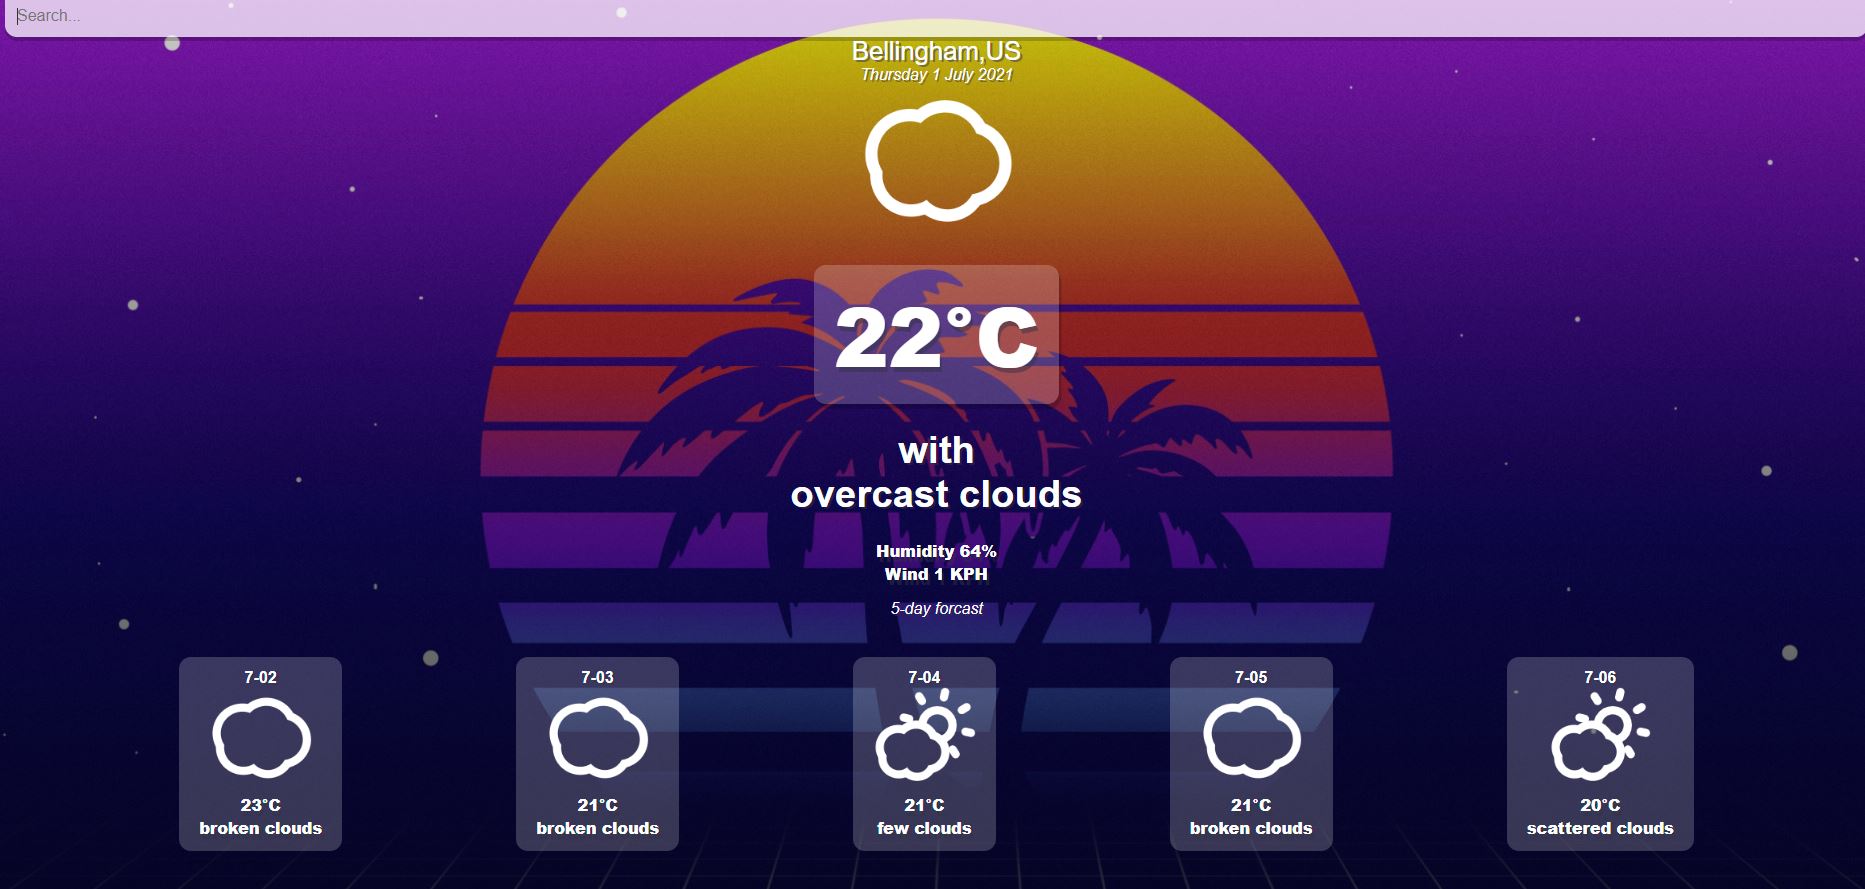 Search...
Bellingham,US
Thursday 1 July 2021
22°C
with
overcast clouds
Humidity 64%
Wind 1 KPH
5-day forcast
7-02
23°C
broken clouds
7-03
21°C
broken clouds
7-04
21°C
few clouds
7-05
21°C
broken clouds
7-06
20°C
scattered clouds